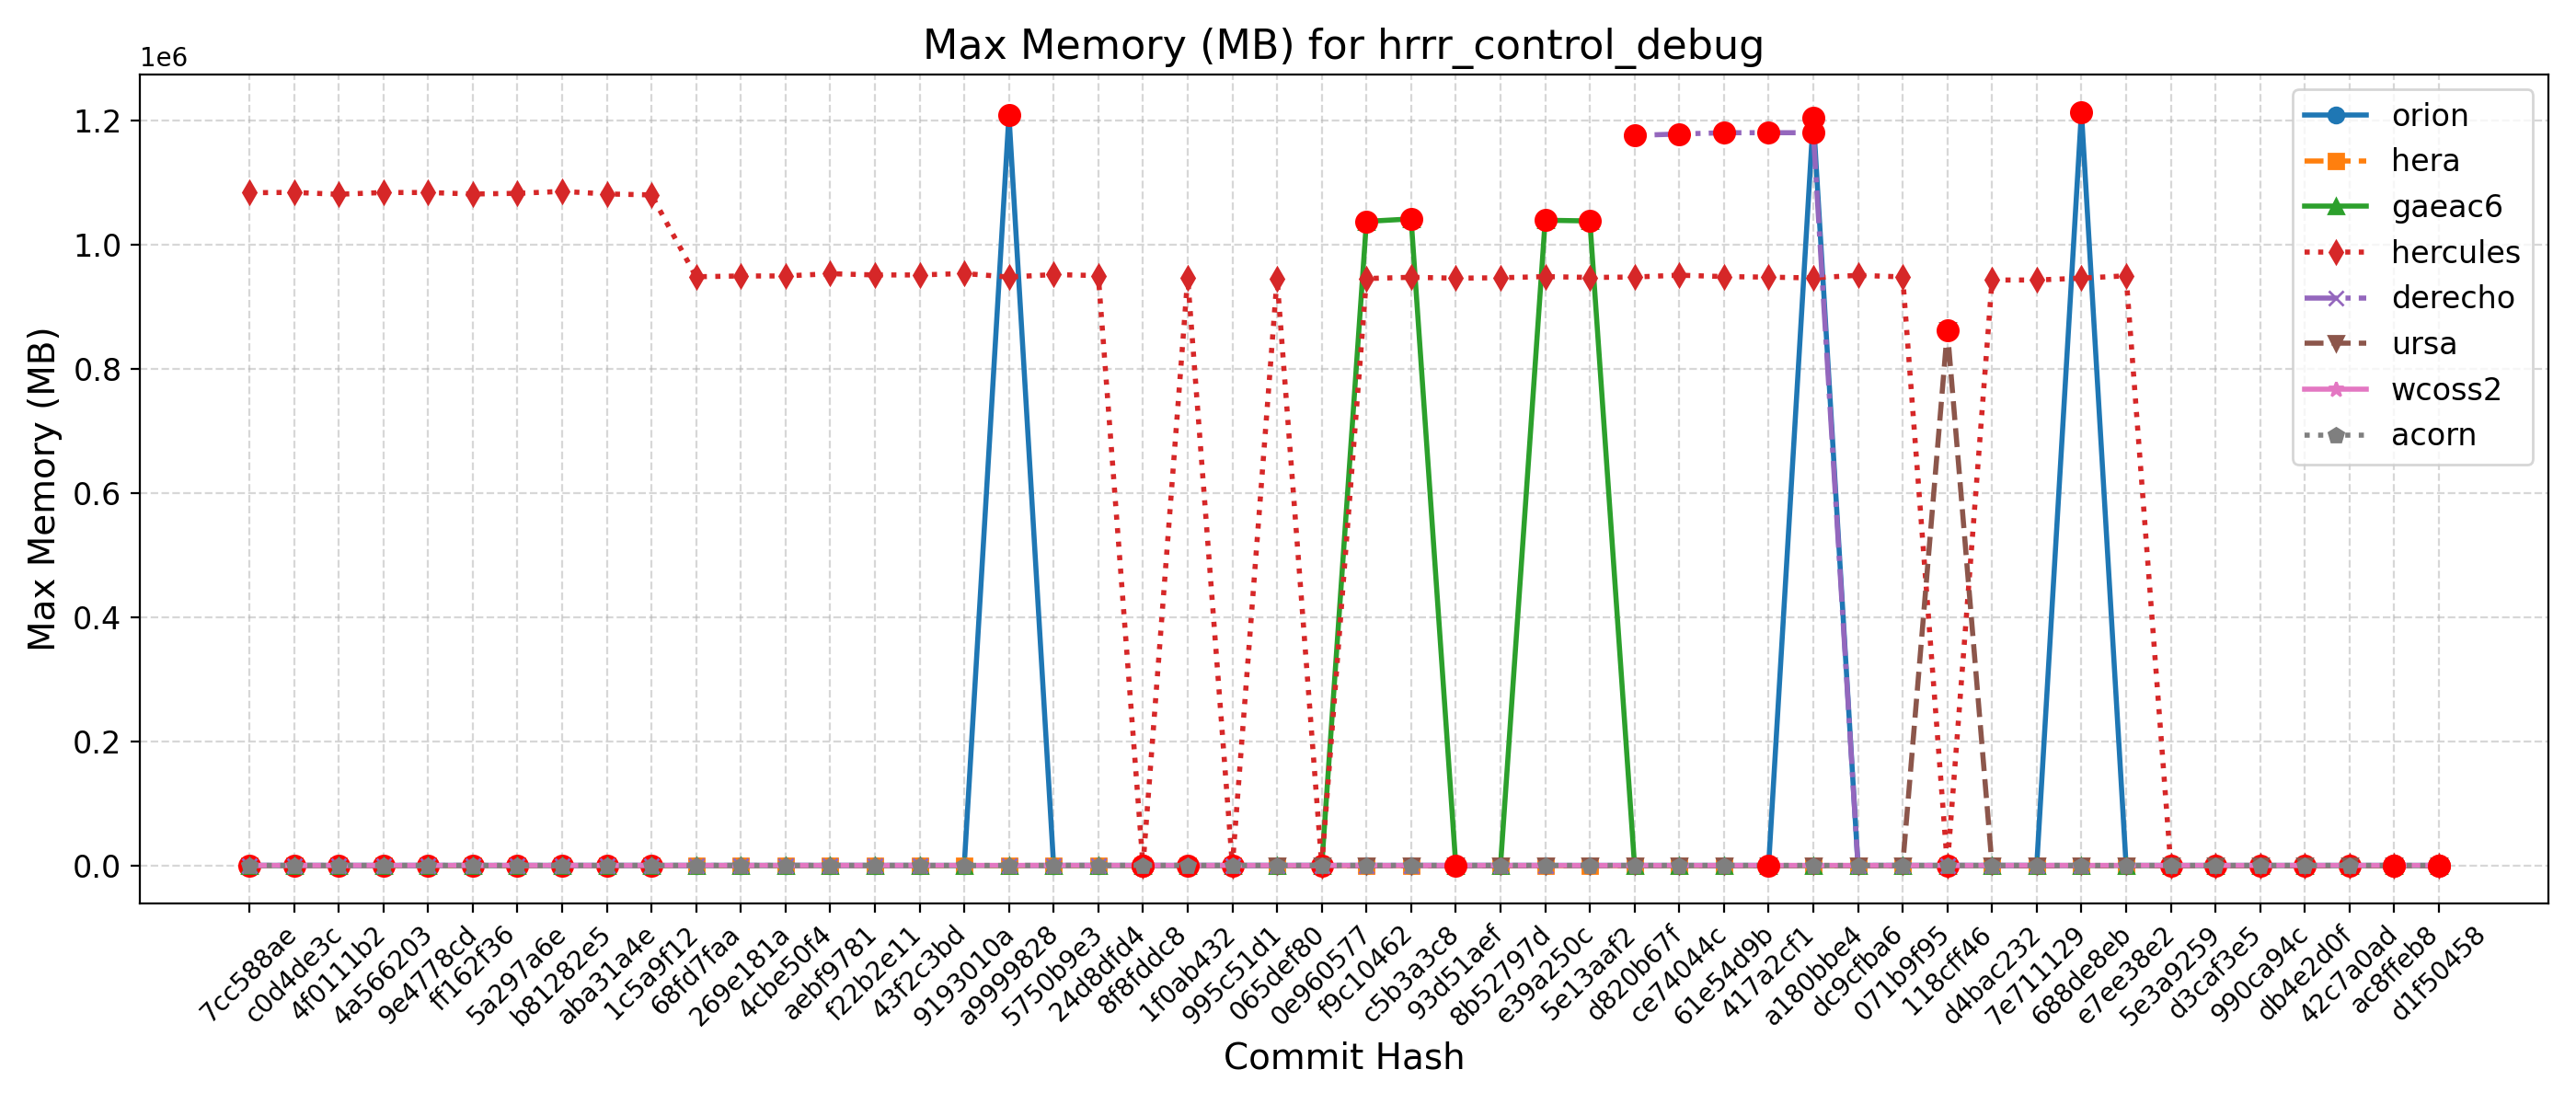 Max Memory (MB) for hrrr_control_debug
1e6
1.2
1.0
0.8
0.6
0.4
0.2
0.0
Max Memory (MB)
orion
hera
gaeac6
hercules
derecho
ursa
wcoss2
acorn
7cc588ae
c0d4de3c
4f0111b2
4a566203
9e4778cd
ff162f36
5a297a6e
b81282e5
aba31a4e
1c5a9f12
68fd7faa
269e181a
4cbe50f4
aebf9781
f22b2e11
43f2c3bd
9193010a
a9999828
5750b9e3
24d8dfd4
8f8fddc8
1f0ab432
995c51d1
065def80
0e960577
f9c10462
c5b3a3c8
93d51aef
8b52797d
e39a250c
5e13aaf2
d820b67f
ce74044c
61e54d9b
417a2cf1
a180bbe4
dc9cfba6
071b9f95
118cff46
d4bac232
7e711129
688de8eb
e7ee38e2
5e3a9259
d3caf3e5
990ca94c
db4e2d0f
42c7a0ad
ac8ffeb8
d1f50458
Commit Hash